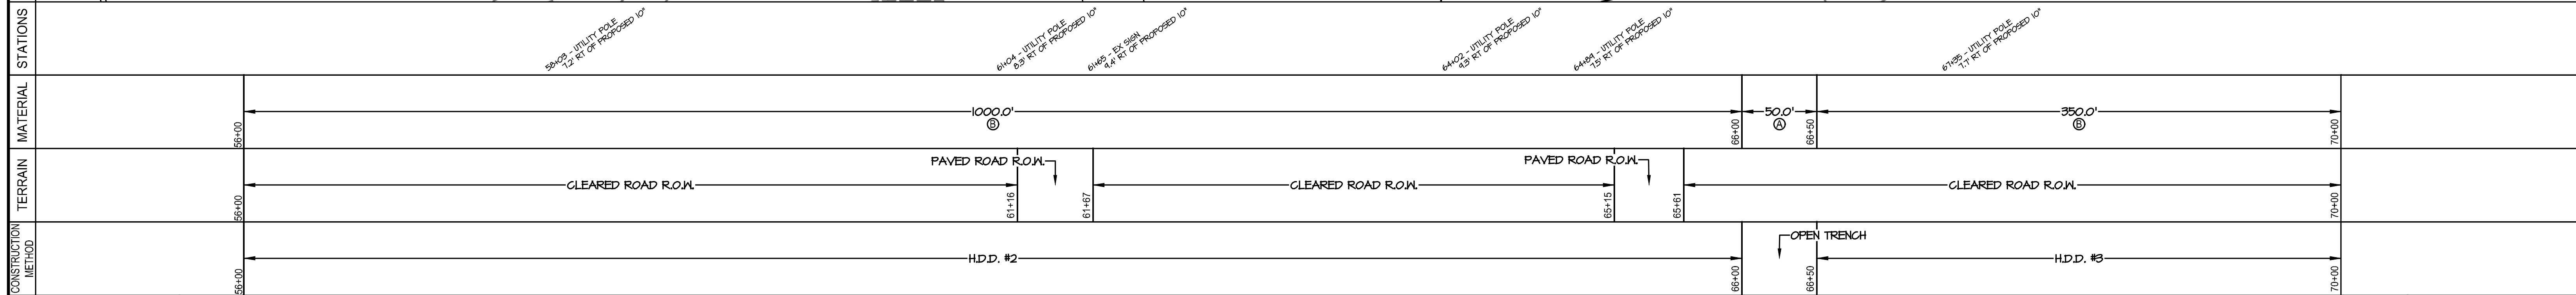 STATIONS
58+03 - UTILITY POLE
7.2' RT OF PROPOSED 10"
61+04 - UTILITY POLE
8.3' RT OF PROPOSED 10"
61+65 - EX SIGN
9.4' RT OF PROPOSED 10"
64+02 - UTILITY POLE
9.3' RT OF PROPOSED 10"
64+89 - UTILITY POLE
7.5' RT OF PROPOSED 10"
67+35 - UTILITY POLE
7.7' RT OF PROPOSED 10"
MATERIAL
56+00
1000.0'
B
66+00
50.0'
A
66+50
350.0'
B
70+00
TERRAIN
56+00
CLEARED ROAD R.O.W.
61+16
PAVED ROAD R.O.W.
61+67
CLEARED ROAD R.O.W.
65+15
PAVED ROAD R.O.W.
65+61
CLEARED ROAD R.O.W.
70+00
CONSTRUCTION
METHOD
56+00
H.D.D. #2
66+00
OPEN TRENCH
66+50
H.D.D. #3
70+00